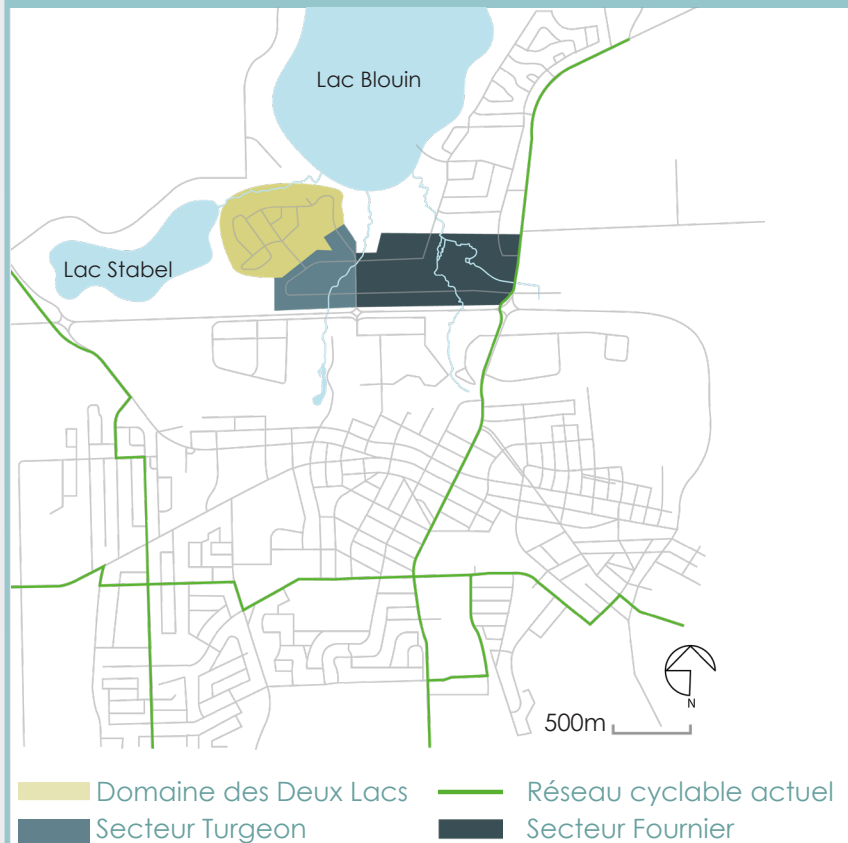 Lac Blouin
Lac Stabel
N
500m
Domaine des Deux Lacs
Réseau cyclable actuel
Secteur Turgeon
Secteur Fournier